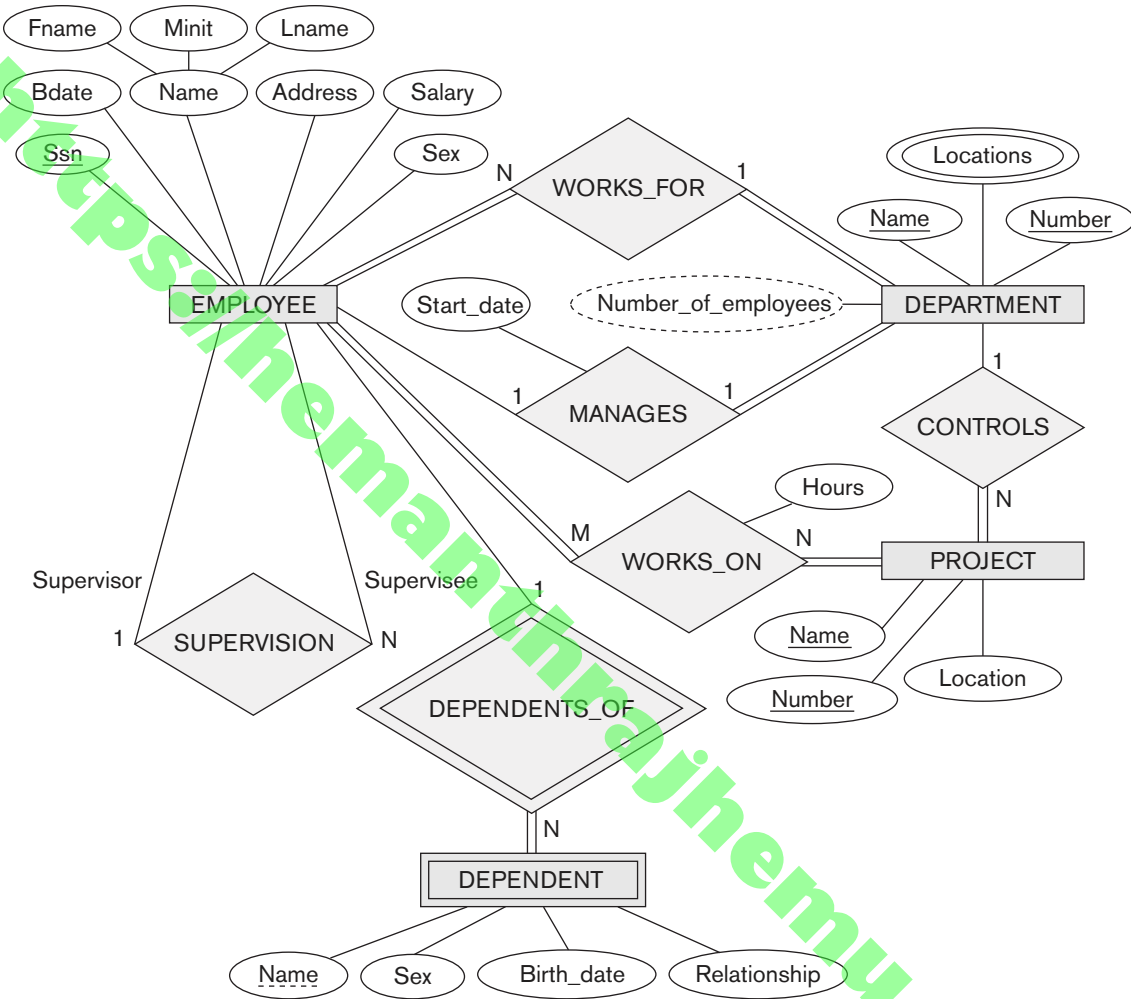 Fname
Minit
Lname
Bdate
Name
Address
Salary
Ssn
Sex
N
WORKS_FOR
1
Locations
Name
Number
EMPLOYEE
Start_date
Number_of_employees
DEPARTMENT
1
MANAGES
1
1
CONTROLS
N
Hours
M
WORKS_ON
N
PROJECT
Supervisor
Supervisee
1
SUPERVISION
N
1
Name
Number
Location
DEPENDENTS_OF
N
DEPENDENT
Name
Sex
Birth_date
Relationship
https://hemanthrajhemu